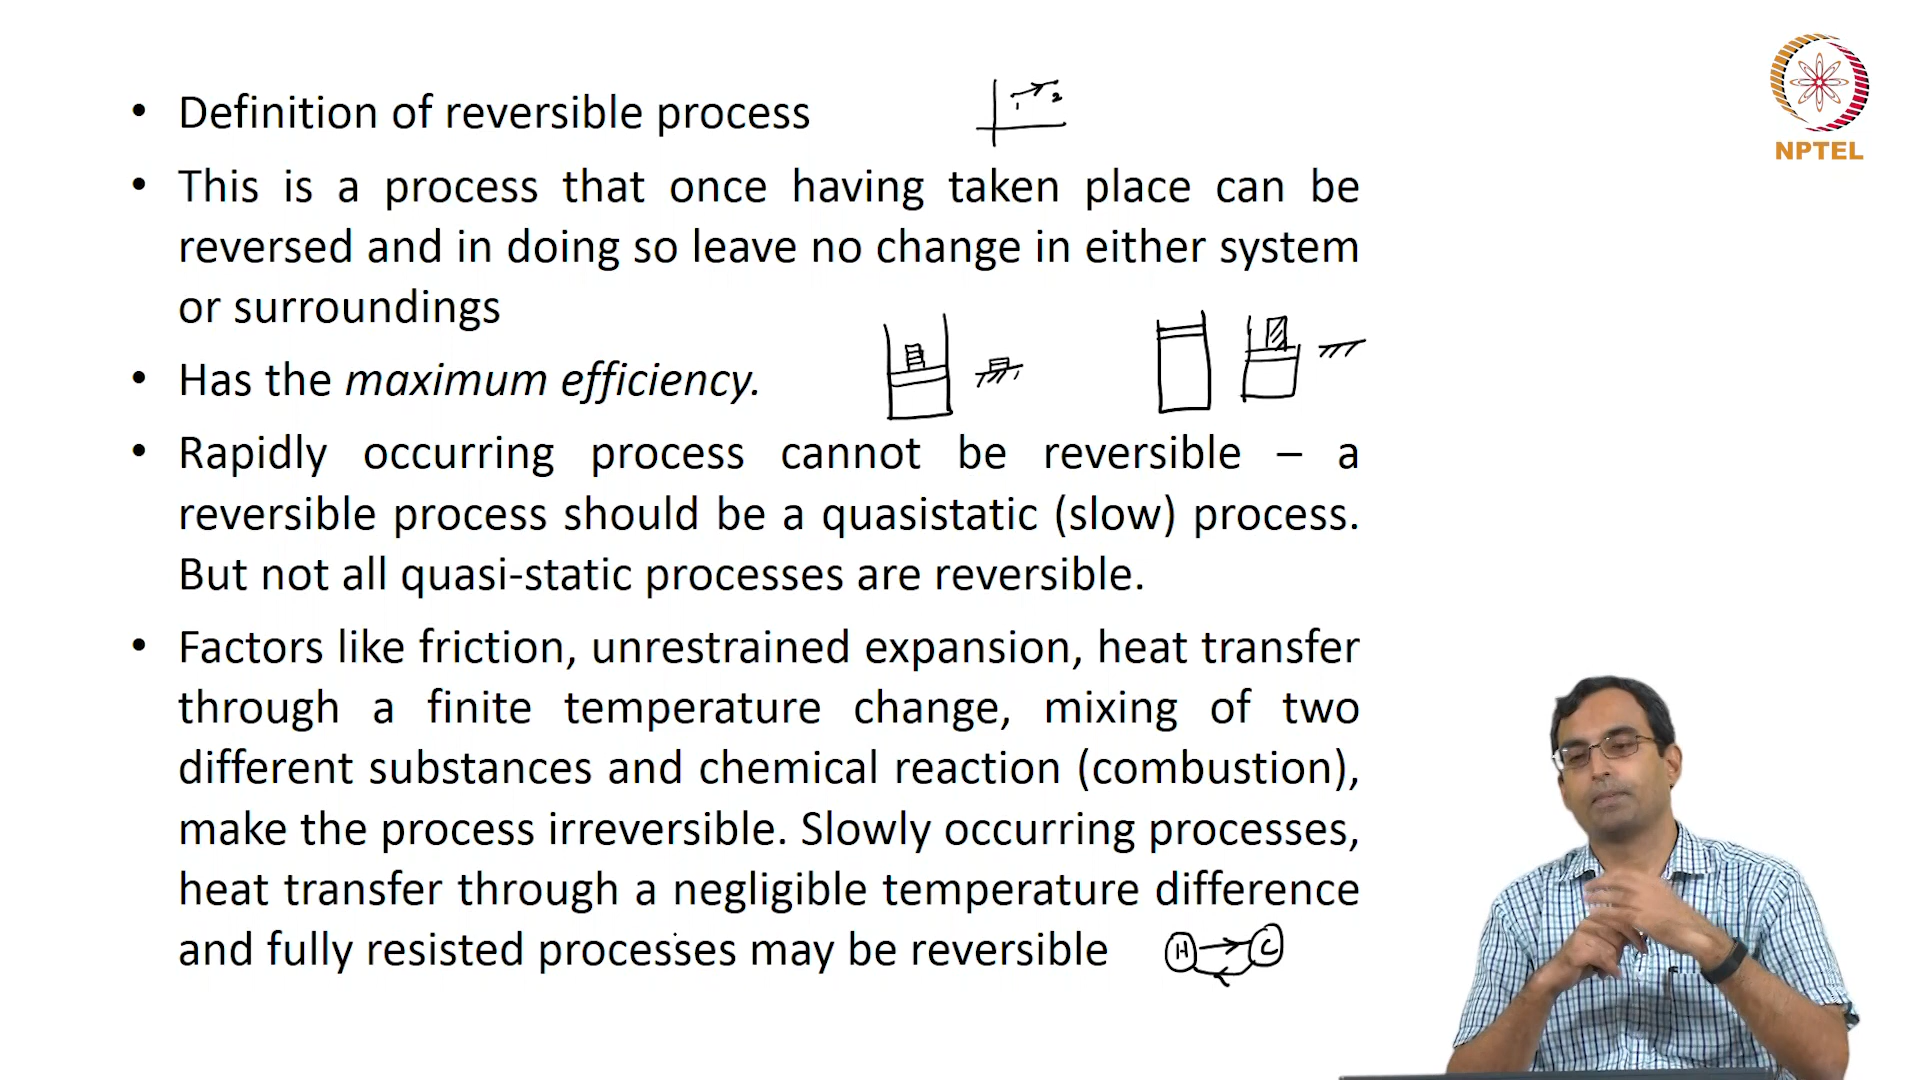 • Definition of reversible process
1 2
NPTEL
• This is a process that once having taken place can be
reversed and in doing so leave no change in either system
or surroundings
• Has the maximum efficiency.
• Rapidly occurring process cannot be reversible – a
reversible process should be a quasistatic (slow) process.
But not all quasi-static processes are reversible.
• Factors like friction, unrestrained expansion, heat transfer
through a finite temperature change, mixing of two
different substances and chemical reaction (combustion),
make the process irreversible. Slowly occurring processes,
heat transfer through a negligible temperature difference
and fully resisted processes may be reversible
H C